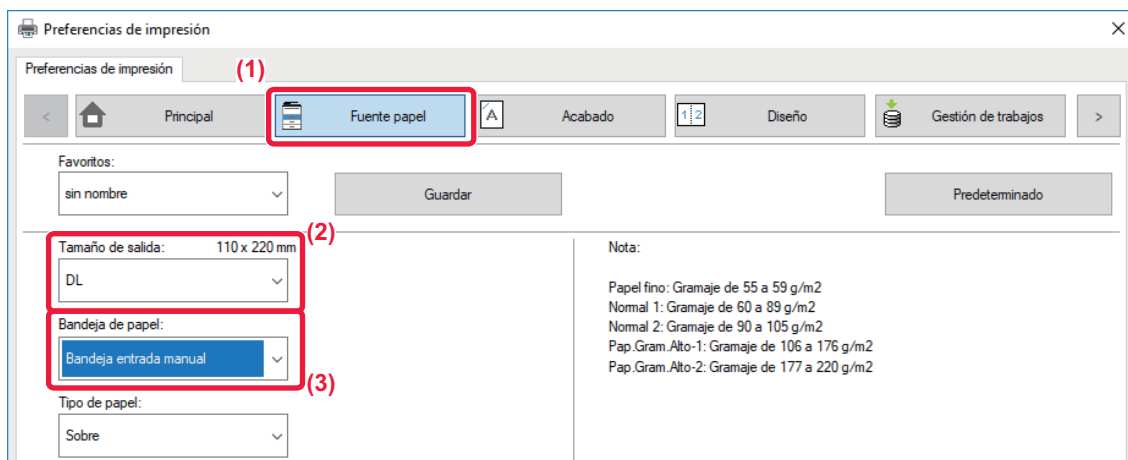 Preferencias de impresión
Preferencias de impresión
(1)
< Principal Fuente papel Acabado Diseño Gestión de trabajos >
Favoritos:
sin nombre Guardar Predeterminado
(2)
Tamaño de salida: 110 x 220 mm
DL
Bandeja de papel:
Bandeja entrada manual
(3)
Tipo de papel:
Sobre
Nota:
Papel fino: Gramaje de 55 a 59 g/m2
Normal 1: Gramaje de 60 a 89 g/m2
Normal 2: Gramaje de 90 a 105 g/m2
Pap.Gram.Alto-1: Gramaje de 106 a 176 g/m2
Pap.Gram.Alto-2: Gramaje de 177 a 220 g/m2